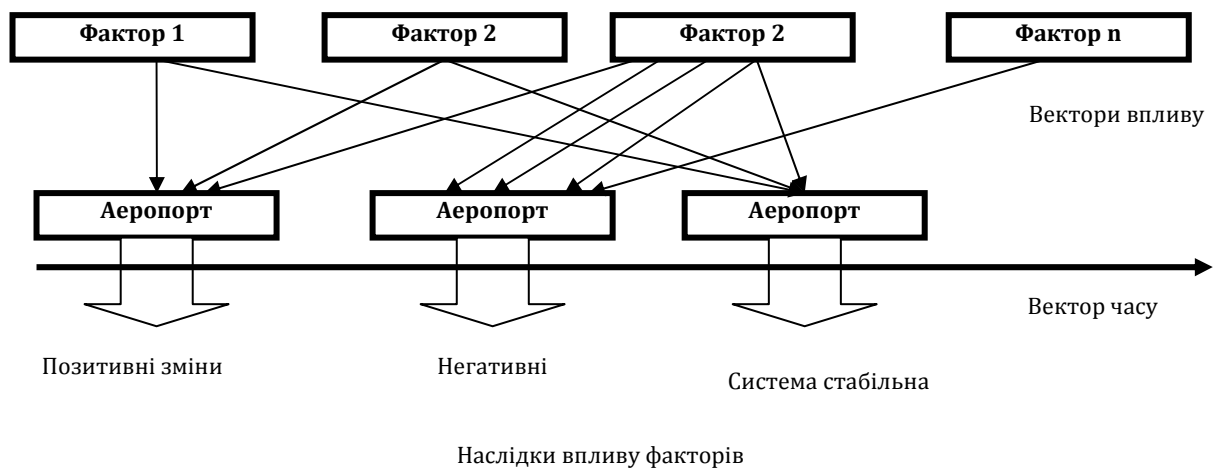 Фактор 1
Фактор 2
Фактор 2
Фактор n
Вектори впливу
Аеропорт
Аеропорт
Аеропорт
Вектор часу
Позитивні зміни
Негативні
Система стабільна
Наслідки впливу факторів